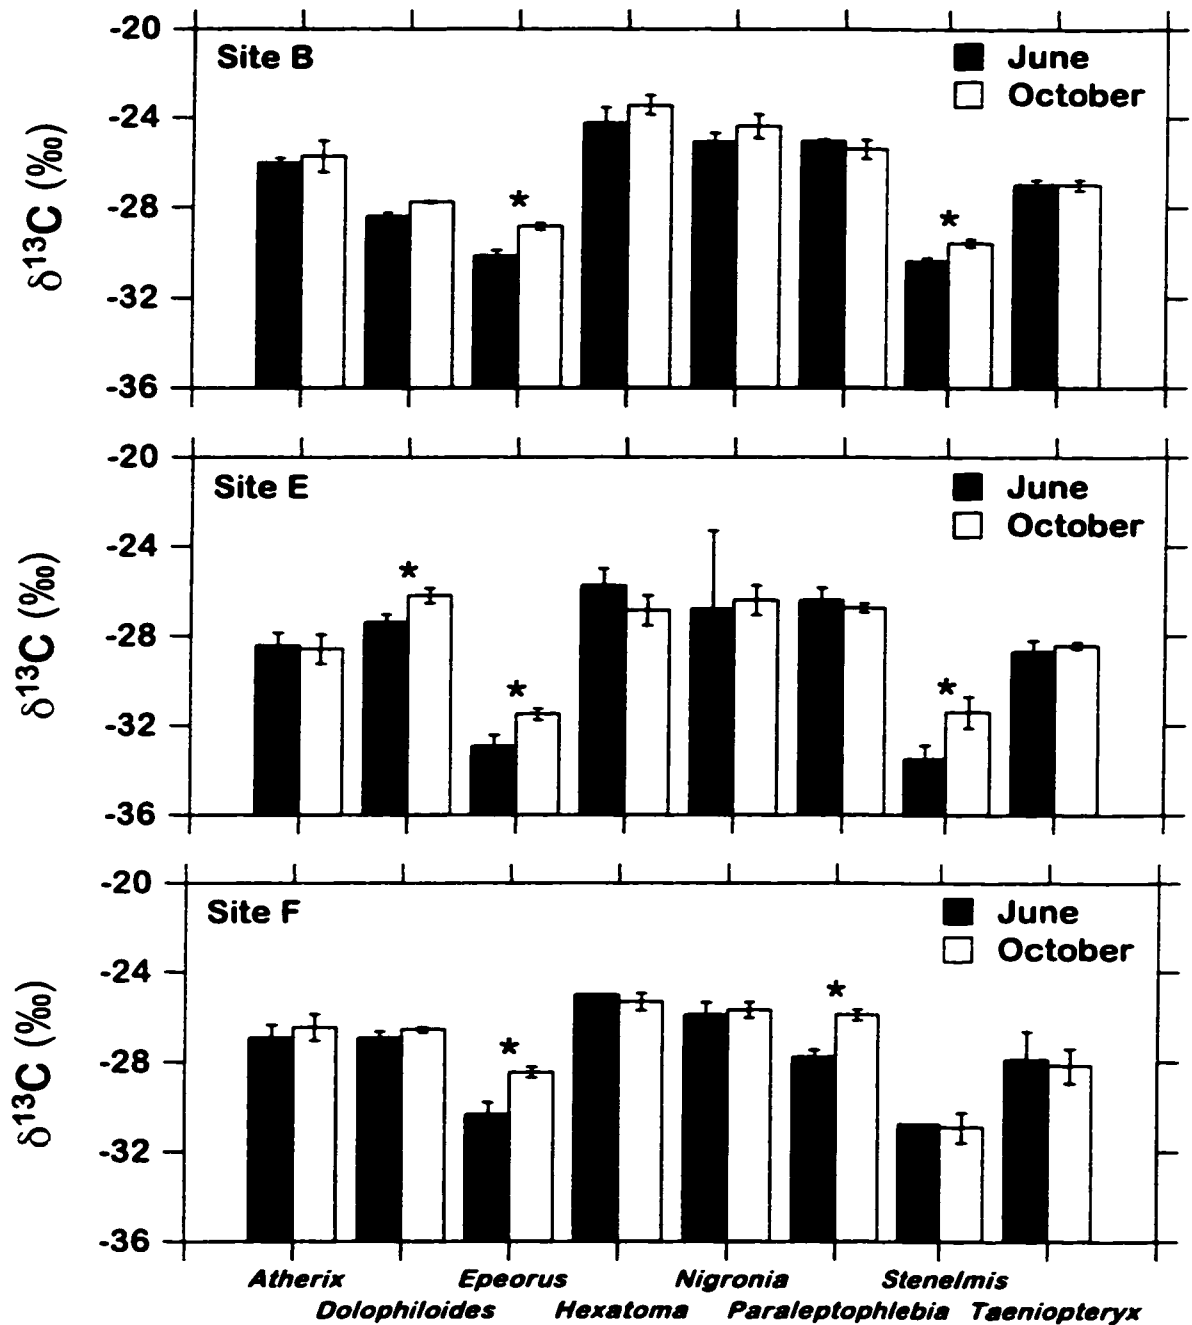 -20
Site B
June
October
-24
-28
-32
-36
δ13C (‰)
*
*
-20
Site E
June
October
-24
-28
-32
-36
δ13C (‰)
*
*
*
-20
Site F
June
October
-24
-28
-32
-36
δ13C (‰)
*
*
Atherix Epeorus Nigronia Stenelmis
Dolophiloides Hexatoma Paraleptophlebia Taeniopteryx